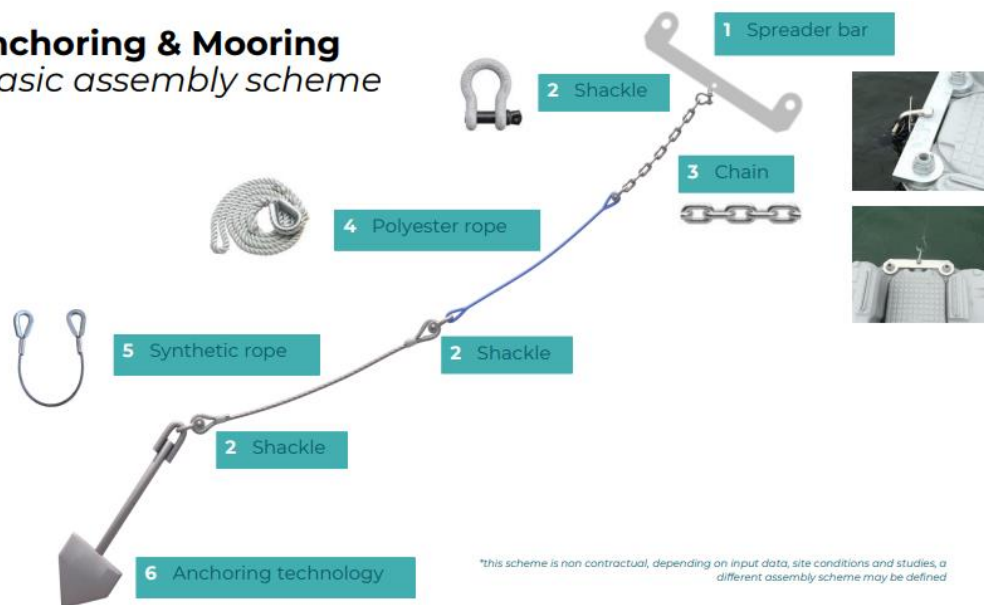 nchoring & Mooring
asic assembly scheme
1 Spreader bar
2 Shackle
3 Chain
4 Polyester rope
5 Synthetic rope
2 Shackle
2 Shackle
6 Anchoring technology
*this scheme is non contractual, depending on input data, site conditions and studies, a
different assembly scheme may be defined